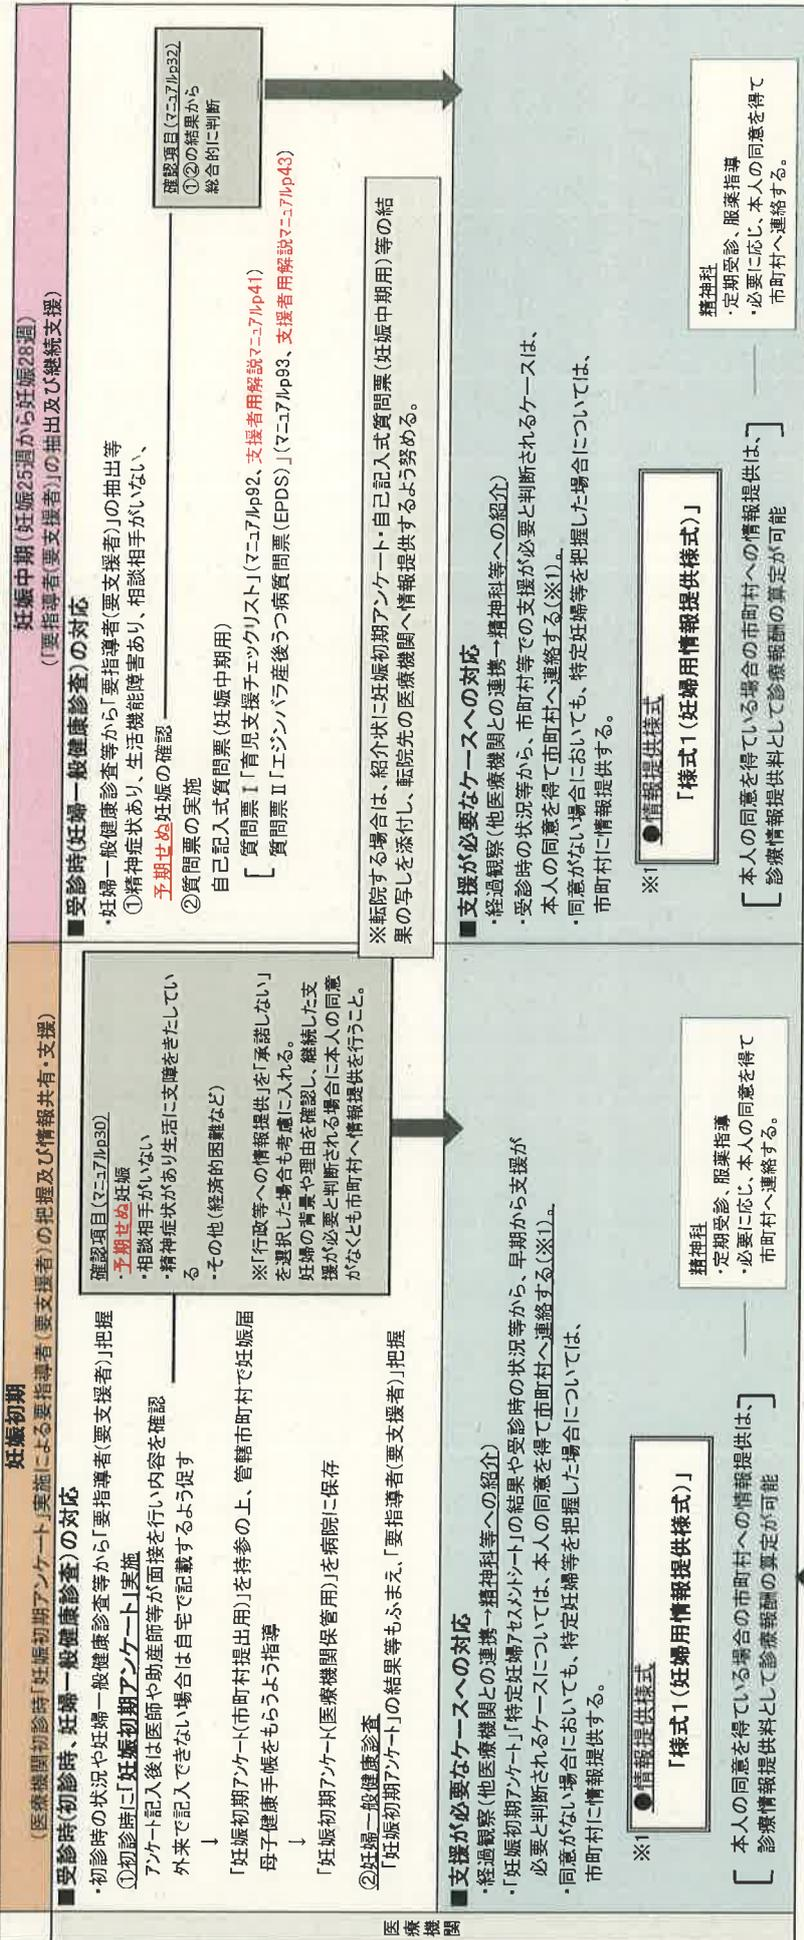 妊娠初期
(医療機関初診時「妊娠初期アンケート」実施による要指導者(要支援者)の把握及び情報共有・支援)
医療機関
■受診時(初診時、妊婦一般健康診査)の対応
・初診時の状況や妊婦一般健康診査等から「要指導者(要支援者)」把握
①初診時に「妊娠初期アンケート」実施
アンケート記入後は医師や助産師等が面接を行い内容を確認
外来で記入できない場合は自宅で記載するよう促す
↓
「妊娠初期アンケート(市町村提出用)」を持参の上、管轄市町村で妊娠届
母子健康手帳をもらうよう指導
↓
「妊娠初期アンケート(医療機関保管用)」を病院に保存
②妊婦一般健康診査
「妊娠初期アンケート」の結果等もふまえ、「要指導者(要支援者)」把握
確認項目(マニュアルp30)
・予期せぬ妊娠
・相談相手がいない
・精神症状があり生活に支障をきたしてい
る
・その他(経済的困難など)
※「行政等への情報提供」を「承諾しない」
を選択した場合も考慮に入れる。
妊婦の背景や理由を確認し、継続した支
援が必要と判断される場合に本人の同意
がなくとも市町村へ情報提供を行うこと。
■支援が必要なケースへの対応
・経過観察(他医療機関との連携→精神科等への紹介)
・「妊娠初期アンケート」「特定妊婦アセスメントシート」の結果や受診時の状況等から、早期から支援が
必要と判断されるケースについては、本人の同意を得て市町村へ連絡する(※1)。
・同意がない場合においても、特定妊婦等を把握した場合については、
市町村に情報提供する。
※1
●情報提供様式
「様式1(妊婦用情報提供様式)」
本人の同意を得ている場合の市町村への情報提供は、
診療情報提供料として診療報酬の算定が可能
精神科
・定期受診、服薬指導
・必要に応じ、本人の同意を得て
市町村へ連絡する。
妊娠中期(妊娠25週から妊娠28週)
(「要指導者(要支援者)」の抽出及び継続支援)
■受診時(妊婦一般健康診査)の対応
・妊婦一般健康診査等から「要指導者(要支援者)」の抽出等
①精神症状あり、生活機能障害あり、相談相手がいない、
予期せぬ妊娠の確認
②質問票の実施
自己記入式質問票(妊娠中期用)
質問票Ⅰ「育児支援チェックリスト」(マニュアルp92、支援者用解説マニュアルp41)
質問票Ⅱ「エジンバラ産後うつ病質問票(EPDS)」(マニュアルp93、支援者用解説マニュアルp43)
確認項目(マニュアルp32)
①②の結果から
総合的に判断
※転院する場合は、紹介状に妊娠初期アンケート・自己記入式質問票(妊娠中期用)等の結
果の写しを添付し、転院先の医療機関へ情報提供するよう努める。
■支援が必要なケースへの対応
・経過観察(他医療機関との連携→精神科等への紹介)
・受診時の状況等から、市町村等での支援が必要と判断されるケースは、
本人の同意を得て市町村へ連絡する(※1)。
・同意がない場合においても、特定妊婦等を把握した場合については、
市町村に情報提供する。
※1
●情報提供様式
「様式1(妊婦用情報提供様式)」
本人の同意を得ている場合の市町村への情報提供は、
診療情報提供料として診療報酬の算定が可能
精神科
・定期受診、服薬指導
・必要に応じ、本人の同意を得て
市町村へ連絡する。